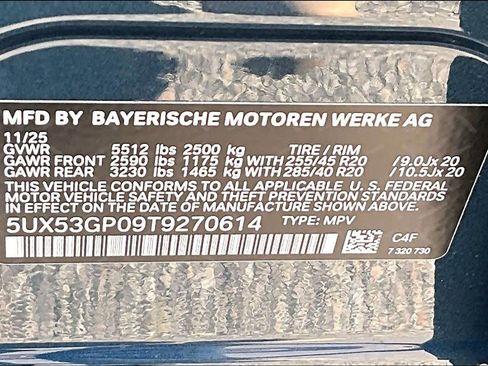 MFD BY BAYERISCHE MOTOREN WERKE AG
11/25
GVWR 5512 lbs 2500 kg TIRE / RIM
GAWR FRONT 2590 lbs 1175 kg WITH 255/45 R20 / 9.0Jx 20
GAWR REAR 3230 lbs 1465 kg WITH 285/40 R20 / 10.5Jx 20
THIS VEHICLE CONFORMS TO ALL APPLICABLE U. S. FEDERAL
MOTOR VEHICLE SAFETY AND THEFT PREVENTION
STANDARDS IN EFFECT ON DATE OF MANUFACTURE SHOWN ABOVE.
5UX53GP09T9270614 TYPE: MPV
C4F
7 320 730